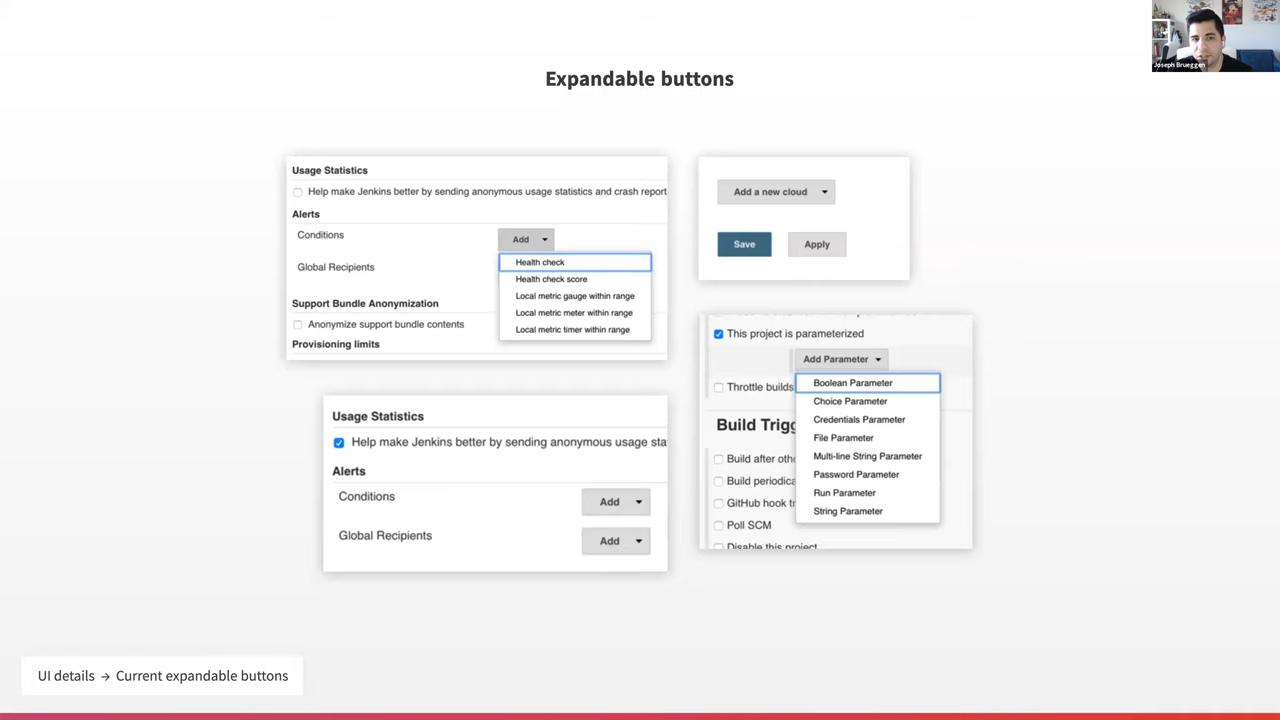 Joseph Brueggen
Expandable buttons
Usage Statistics
Help make Jenkins better by sending anonymous usage statistics and crash report
Alerts
Conditions
Add
Global Recipients
Health check
Health check score
Local metric gauge within range
Local metric meter within range
Local metric timer within range
Support Bundle Anonymization
Anonymize support bundle contents
Provisioning limits
Add a new cloud
Save Apply
Usage Statistics
Help make Jenkins better by sending anonymous usage sta
Alerts
Conditions Add
Global Recipients Add
This project is parameterized
Add Parameter
Throttle builds
Boolean Parameter
Choice Parameter
Credentials Parameter
File Parameter
Multi-line String Parameter
Password Parameter
Run Parameter
String Parameter
Build Trigg
Build after othe
Build periodica
GitHub hook tr
Poll SCM
Disable this project
UI details → Current expandable buttons